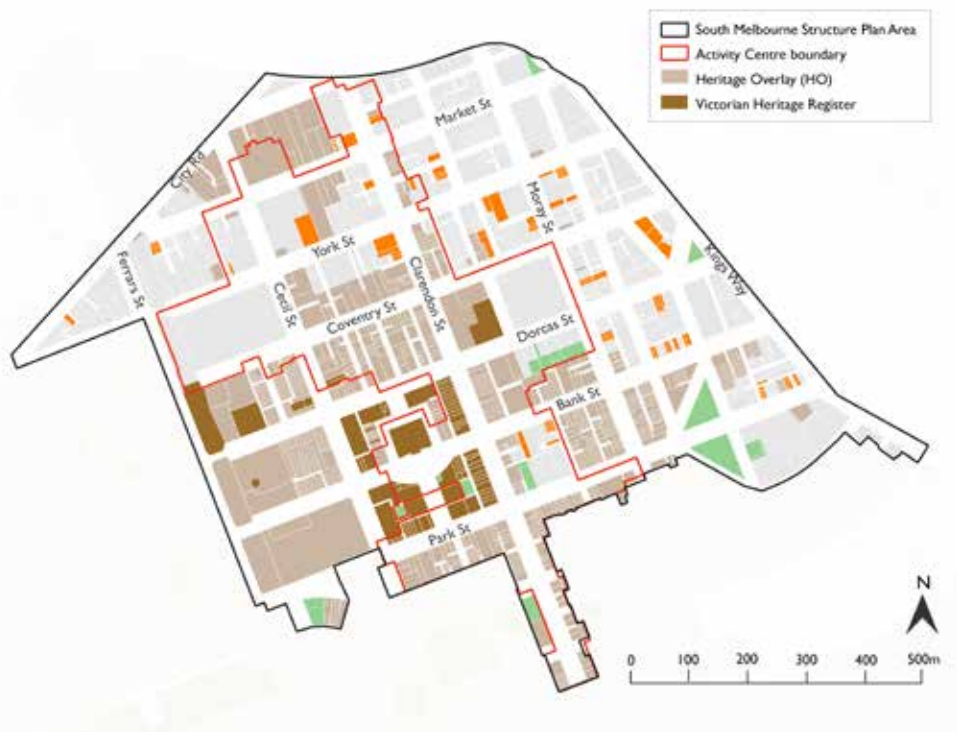 South Melbourne Structure Plan Area
Activity Centre boundary
Heritage Overlay (HO)
Victorian Heritage Register
Market St
City Rd
Moray St
York St
Ferrars St
Clarendon St
Kings Way
Cecil St
Coventry St
Dorcas St
Bank St
Park St
N
0 100 200 300 400 500m